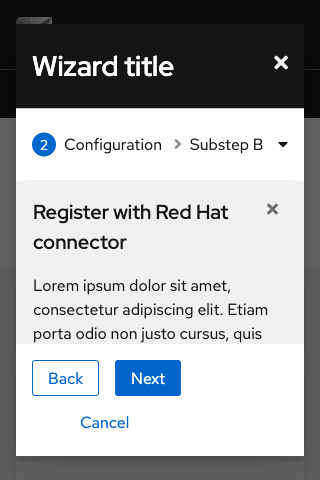 Wizard title
2 Configuration Substep B
Register with Red Hat
connector
Lorem ipsum dolor sit amet,
consectetur adipiscing elit. Etiam
porta odio non justo cursus, quis
Back Next
Cancel